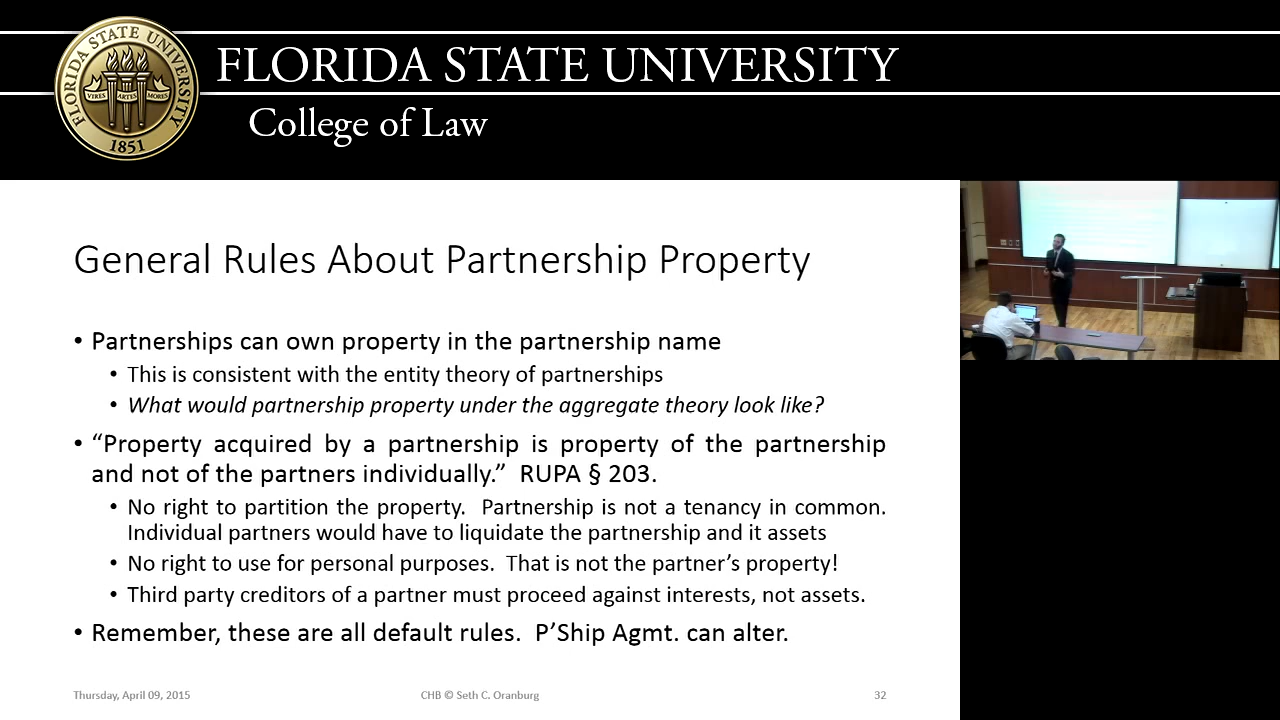 FLORIDA STATE UNIVERSITY
College of Law
FLORIDA STATE UNIVERSITY
VIRES ARTES MORES
1851
General Rules About Partnership Property
• Partnerships can own property in the partnership name
• This is consistent with the entity theory of partnerships
• What would partnership property under the aggregate theory look like?
• “Property acquired by a partnership is property of the partnership
and not of the partners individually.” RUPA § 203.
• No right to partition the property. Partnership is not a tenancy in common.
Individual partners would have to liquidate the partnership and it assets
• No right to use for personal purposes. That is not the partner’s property!
• Third party creditors of a partner must proceed against interests, not assets.
• Remember, these are all default rules. P’Ship Agmt. can alter.
Thursday, April 09, 2015
CHB © Seth C. Oranburg
32